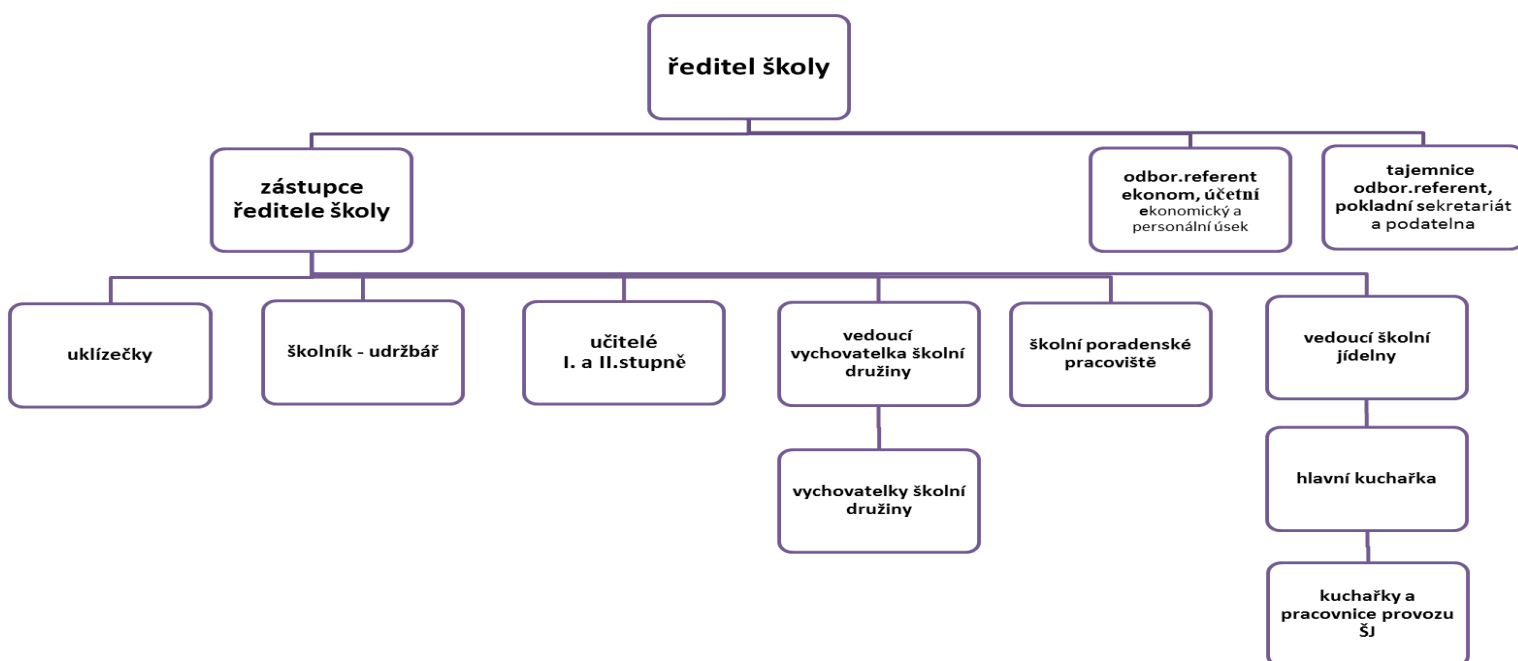 ředitel školy
zástupce
ředitele školy
odbor.referent
ekonom, účetní
ekonomický a
personální úsek
tajemnice
odbor.referent,
pokladní sekretariát
a podatelna
uklízečky
školník - udržbář
učitelé
I. a II.stupně
vedoucí
vychovatelka školní
družiny
školní poradenské
pracoviště
vedoucí školní
jídelny
vychovatelky školní
družiny
hlavní kuchařka
kuchařky a
pracovnice provozu
ŠJ